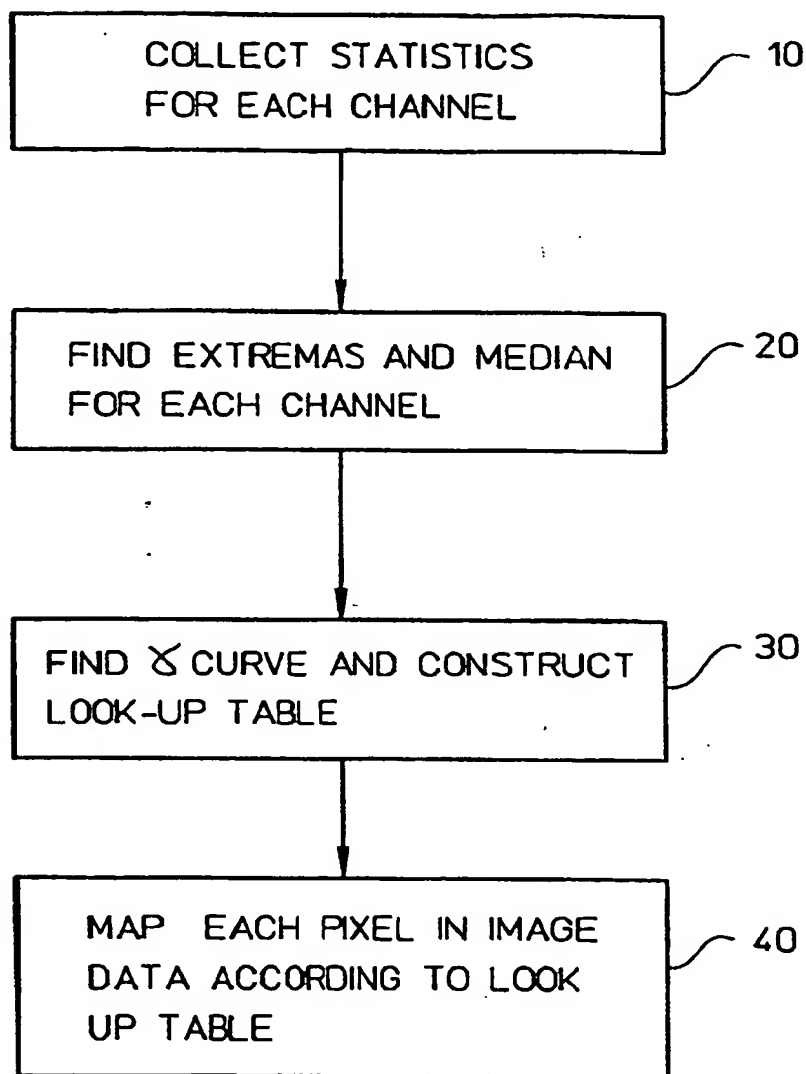 COLLECT STATISTICS
FOR EACH CHANNEL
10
FIND EXTREMAS AND MEDIAN
FOR EACH CHANNEL
20
FIND γ CURVE AND CONSTRUCT
LOOK-UP TABLE
30
MAP EACH PIXEL IN IMAGE
DATA ACCORDING TO LOOK
UP TABLE
40